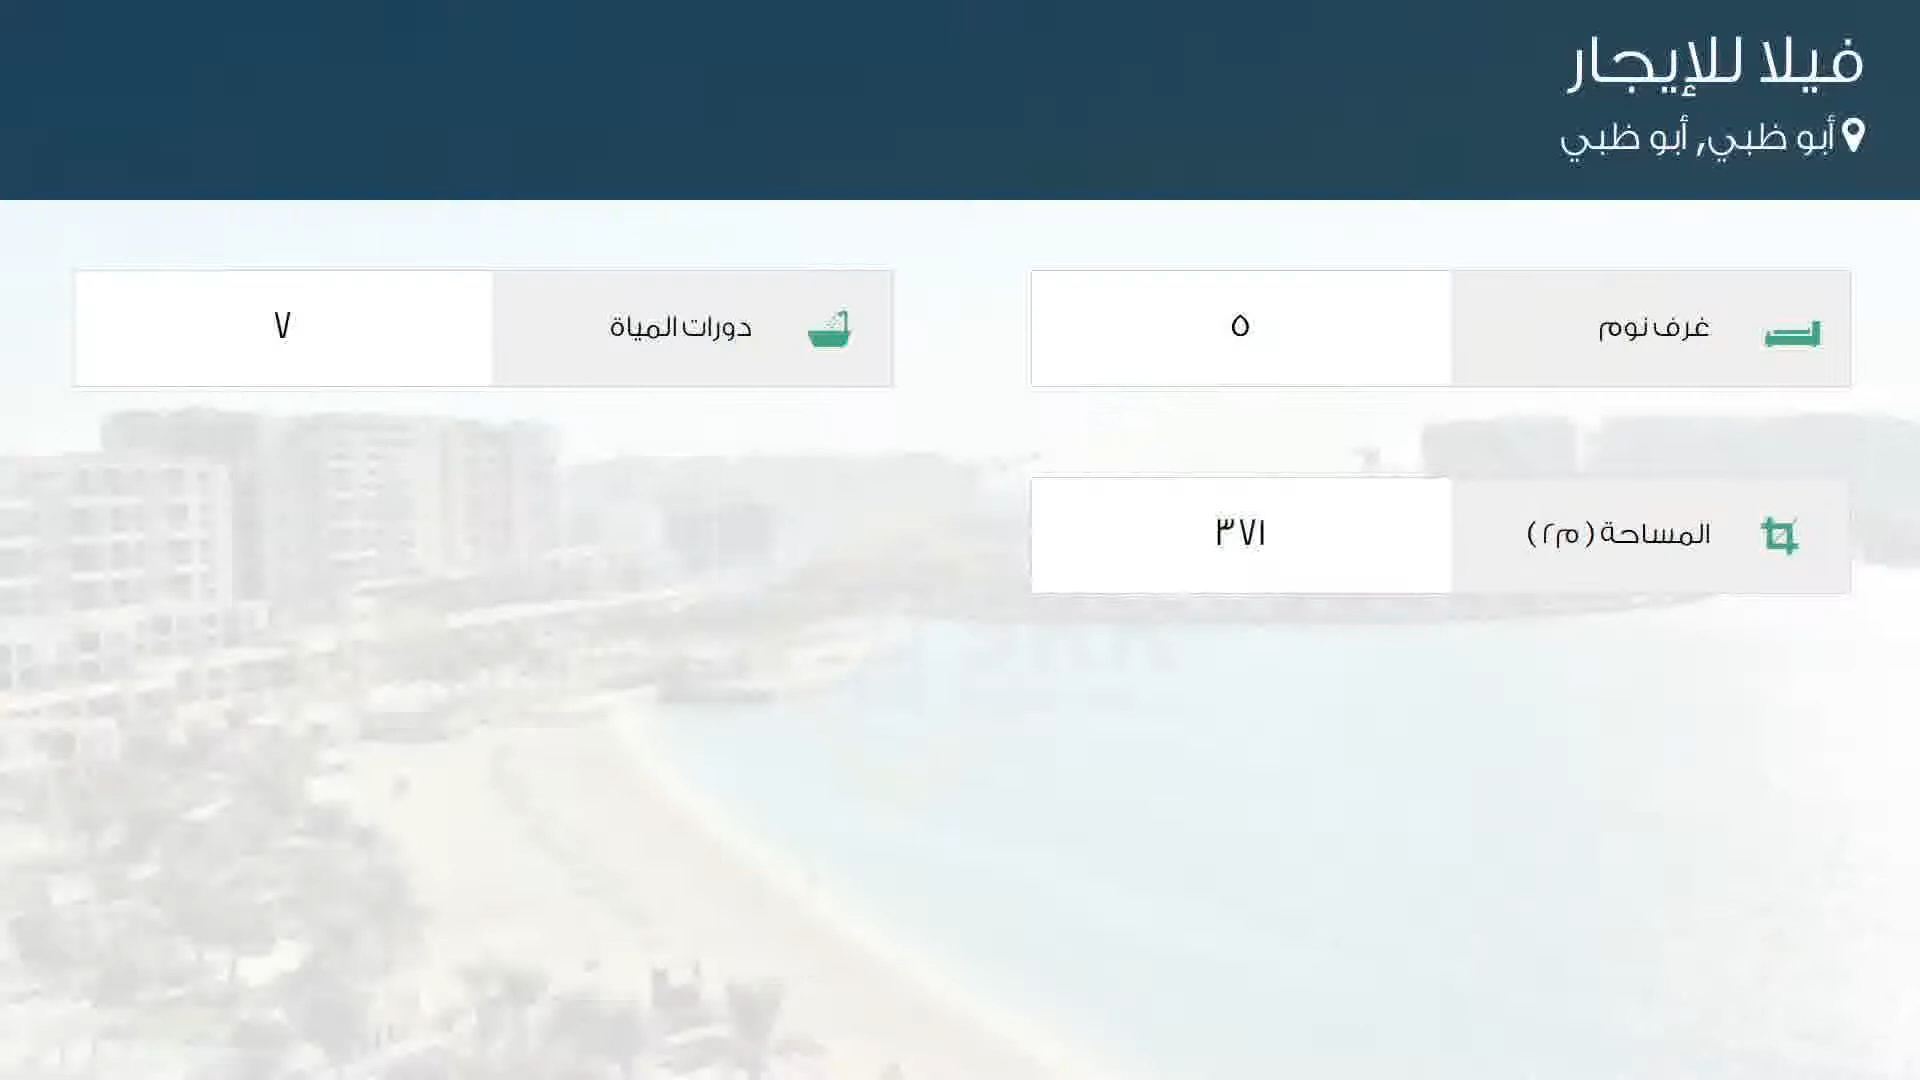 فيلا للإيجار
أبو ظبي, أبو ظبي
غرف نوم
٥
دورات المياة
٧
المساحة (م٢)
٣٧١